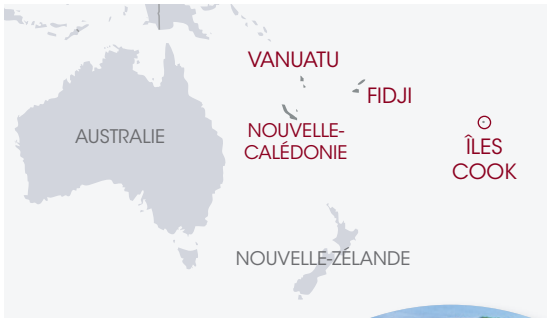 VANUATU
FIDJI
AUSTRALIE
NOUVELLE-
CALÉDONIE
ÎLES
COOK
NOUVELLE-ZÉLANDE